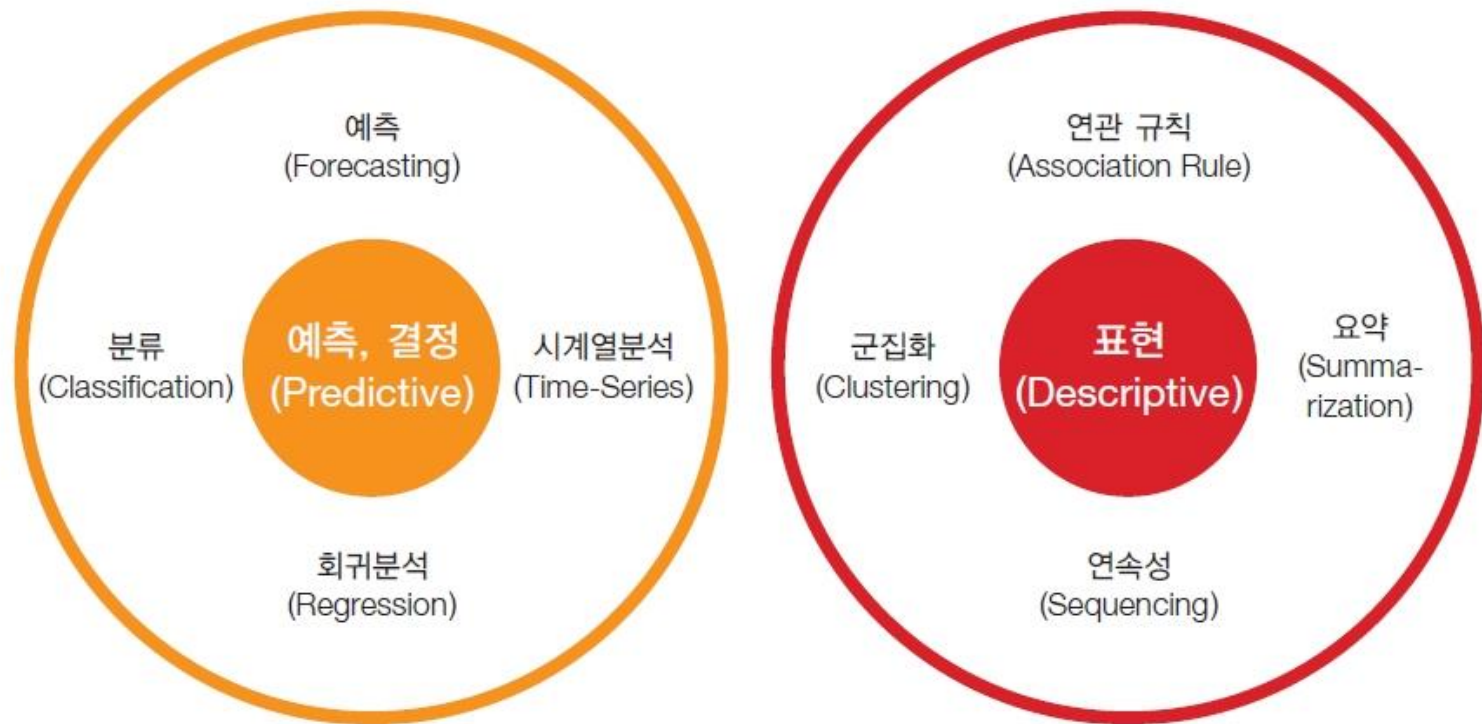 예측
(Forecasting)
분류
(Classification)
예측, 결정
(Predictive)
시계열분석
(Time-Series)
회귀분석
(Regression)
연관 규칙
(Association Rule)
군집화
(Clustering)
표현
(Descriptive)
요약
(Summa-
rization)
연속성
(Sequencing)